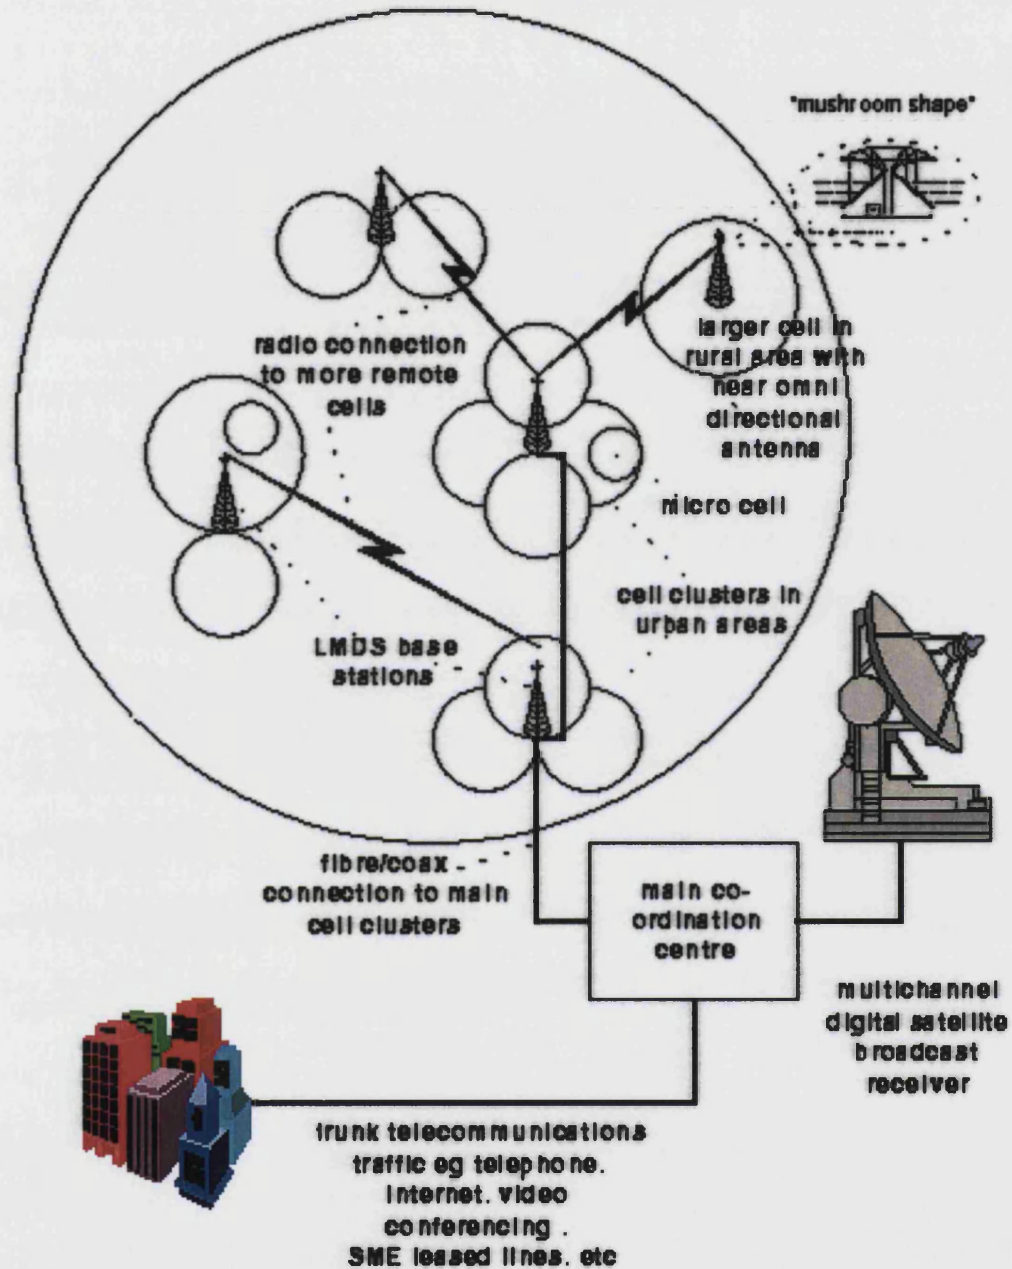 "mushroom shape"
radio connection
to more remote
cells
larger cell in
rural area with
near omni
directional
antenna
micro cell
cell clusters in
urban areas
LMDS base
stations
fibre/coax
connection to main
cell clusters
main co-
ordination
centre
multichannel
digital satellite
broadcast
receiver
trunk telecommunications
traffic eg telephone.
Internet. video
conferencing .
SME leased lines. etc